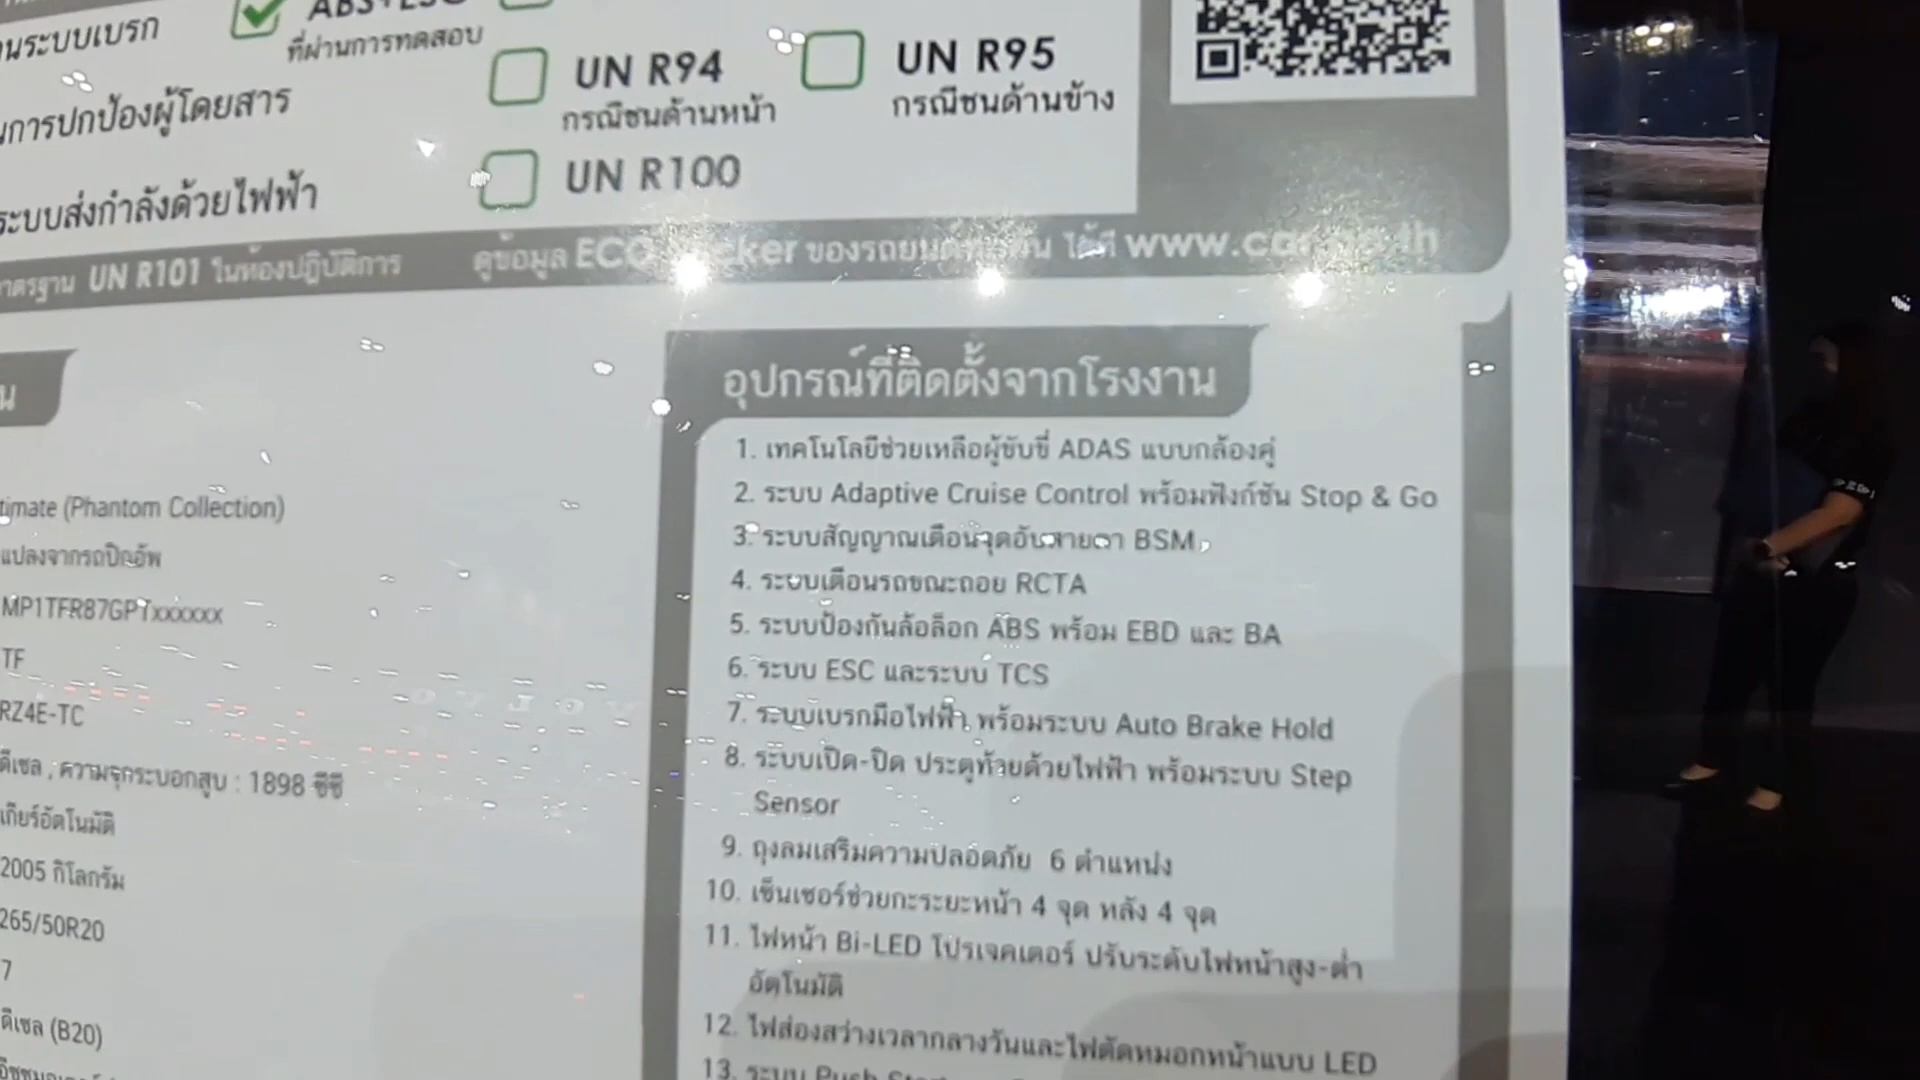 ระบบเบรก
ABS+ESC
ที่ผ่านการทดสอบ
การปกป้องผู้โดยสาร
UN R94
กรณีชนด้านหน้า
UN R95
กรณีชนด้านข้าง
ระบบส่งกำลังด้วยไฟฟ้า
UN R100
UN R101 ในห้องปฏิบัติการ
ดูข้อมูล ECO ของรถยนต์ ได้ที่
อุปกรณ์ที่ติดตั้งจากโรงงาน
1. เทคโนโลยีช่วยเหลือผู้ขับขี่ ADAS แบบกล้องคู่
2. ระบบ Adaptive Cruise Control พร้อมฟังก์ชัน Stop & Go
3. ระบบสัญญาณเตือนจุดอับสายตา BSM
4. ระบบเตือนรถขณะถอย RCTA
5. ระบบป้องกันล้อล็อก ABS พร้อม EBD และ BA
6. ระบบ ESC และระบบ TCS
7. ระบบเบรกมือไฟฟ้า พร้อมระบบ Auto Brake Hold
8. ระบบเปิด-ปิด ประตูท้ายด้วยไฟฟ้า พร้อมระบบ Step
Sensor
9. ถุงลมเสริมความปลอดภัย 6 ตำแหน่ง
10. เซ็นเซอร์ช่วยกะระยะหน้า 4 จุด หลัง 4 จุด
11. ไฟหน้า Bi-LED โปรเจคเตอร์ ปรับระดับไฟหน้าสูง-ต่ำ
อัตโนมัติ
12. ไฟส่องสว่างเวลากลางวันและไฟตัดหมอกหน้าแบบ LED
13. ระบบ Push
timate (Phantom Collection)
แปลงจากรถปิกอัพ
MP1TFR87GPTxxxxxx
TF
RZ4E-TC
ดีเซล , ความจุกระบอกสูบ : 1898 ซีซี
เกียร์อัตโนมัติ
2005 กิโลกรัม
265/50R20
7
ดีเซล (B20)